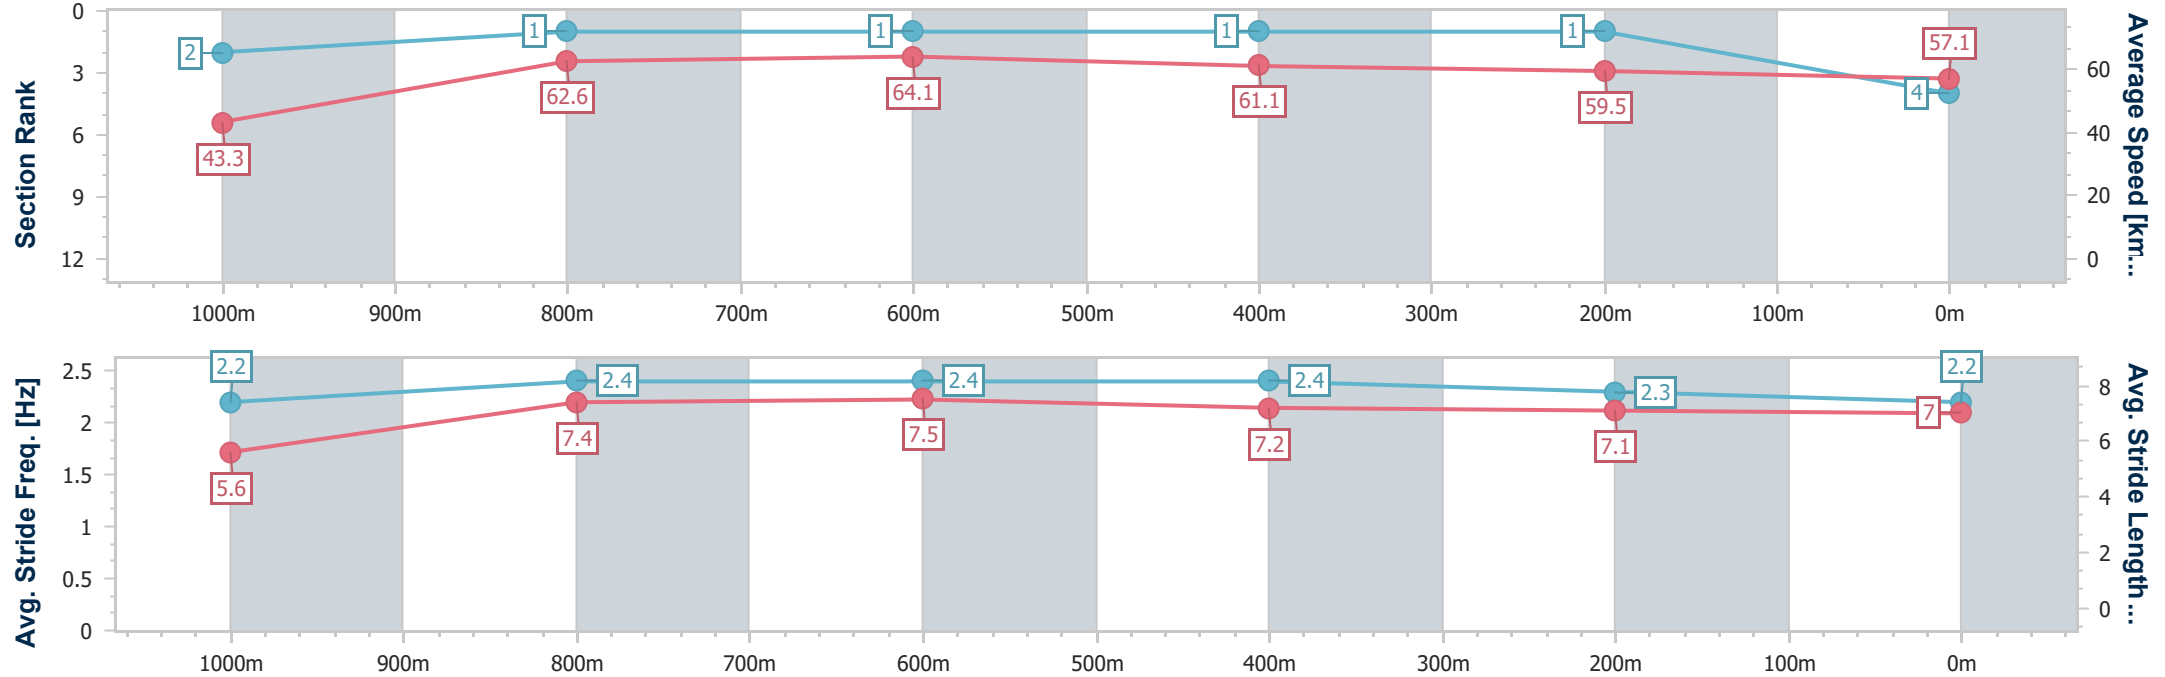 Section Rank
0
3
6
9
12
2
1
1
1
1
4
43.3
62.6
64.1
61.1
59.5
57.1
60
40
20
0
Average Speed [km...
1000m
900m
800m
700m
600m
500m
400m
300m
200m
100m
0m
Avg. Stride Freq. [Hz]
2.5
2
1.5
1
0.5
0
2.2
2.4
2.4
2.4
2.3
2.2
5.6
7.4
7.5
7.2
7.1
7
8
6
4
2
0
Avg. Stride Length...
1000m
900m
800m
700m
600m
500m
400m
300m
200m
100m
0m